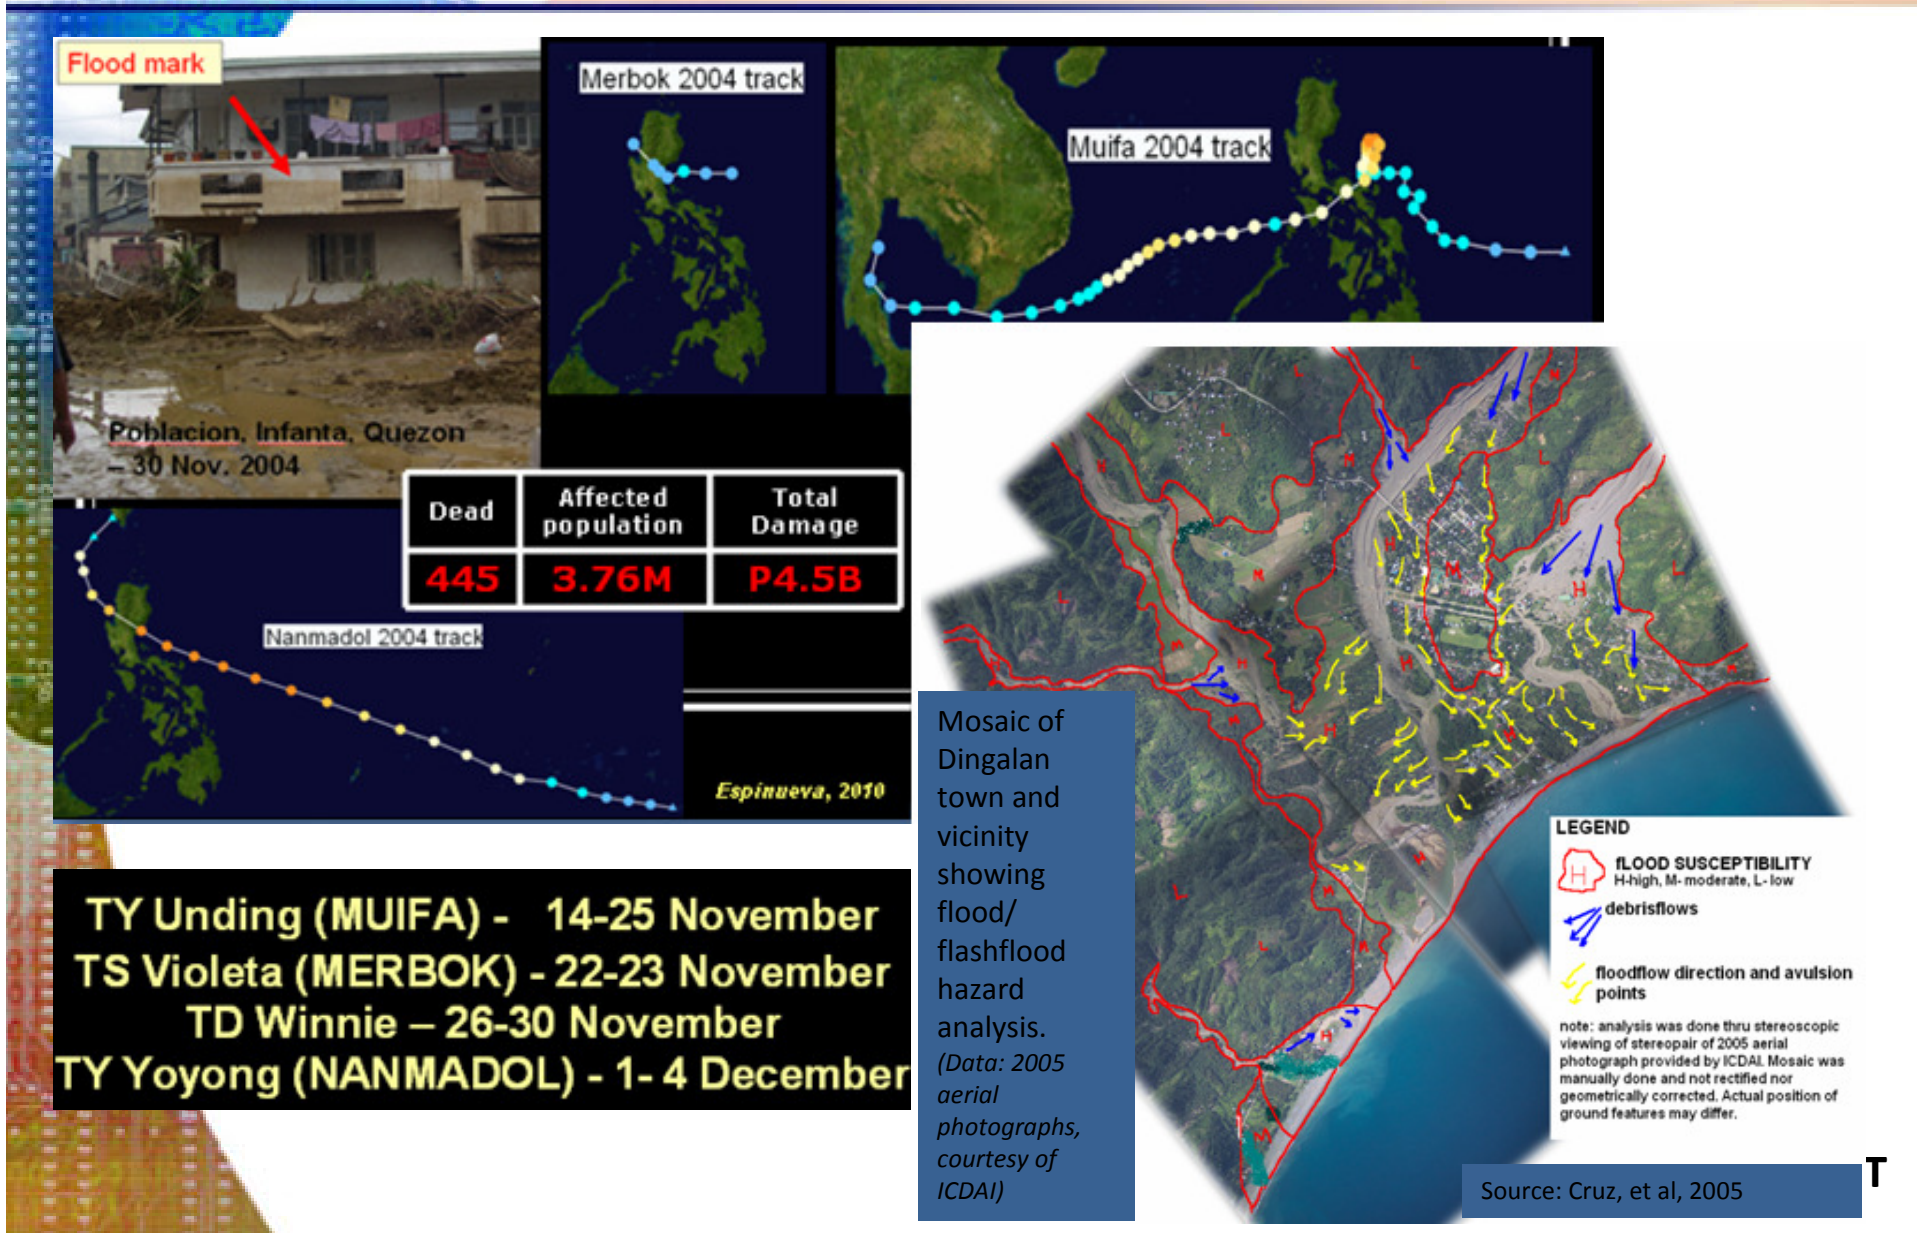 Flood mark
Poblacion, Infanta, Quezon
– 30 Nov. 2004
Merbok 2004 track
Muifa 2004 track
Dead
Affected
population
Total
Damage
445
3.76M
P4.5B
Nanmadol 2004 track
Espinueva, 2010
TY Unding (MUIFA) - 14-25 November
TS Violeta (MERBOK) - 22-23 November
TD Winnie – 26-30 November
TY Yoyong (NANMADOL) - 1- 4 December
Mosaic of
Dingalan
town and
vicinity
showing
flood/
flashflood
hazard
analysis.
(Data: 2005
aerial
photographs,
courtesy of
ICDAI)
L
L
M
L
L
M
M
H
M
H
M
L
H
L
M
H
H
M
M
H
H
H
M
L
L
M
H
M
LEGEND
H
fLOOD SUSCEPTIBILITY
H-high, M- moderate, L- low
debrisflows
floodflow direction and avulsion
points
note: analysis was done thru stereoscopic
viewing of stereopair of 2005 aerial
photograph provided by ICDAI. Mosaic was
manually done and not rectified nor
geometrically corrected. Actual position of
ground features may differ.
T
Source: Cruz, et al, 2005